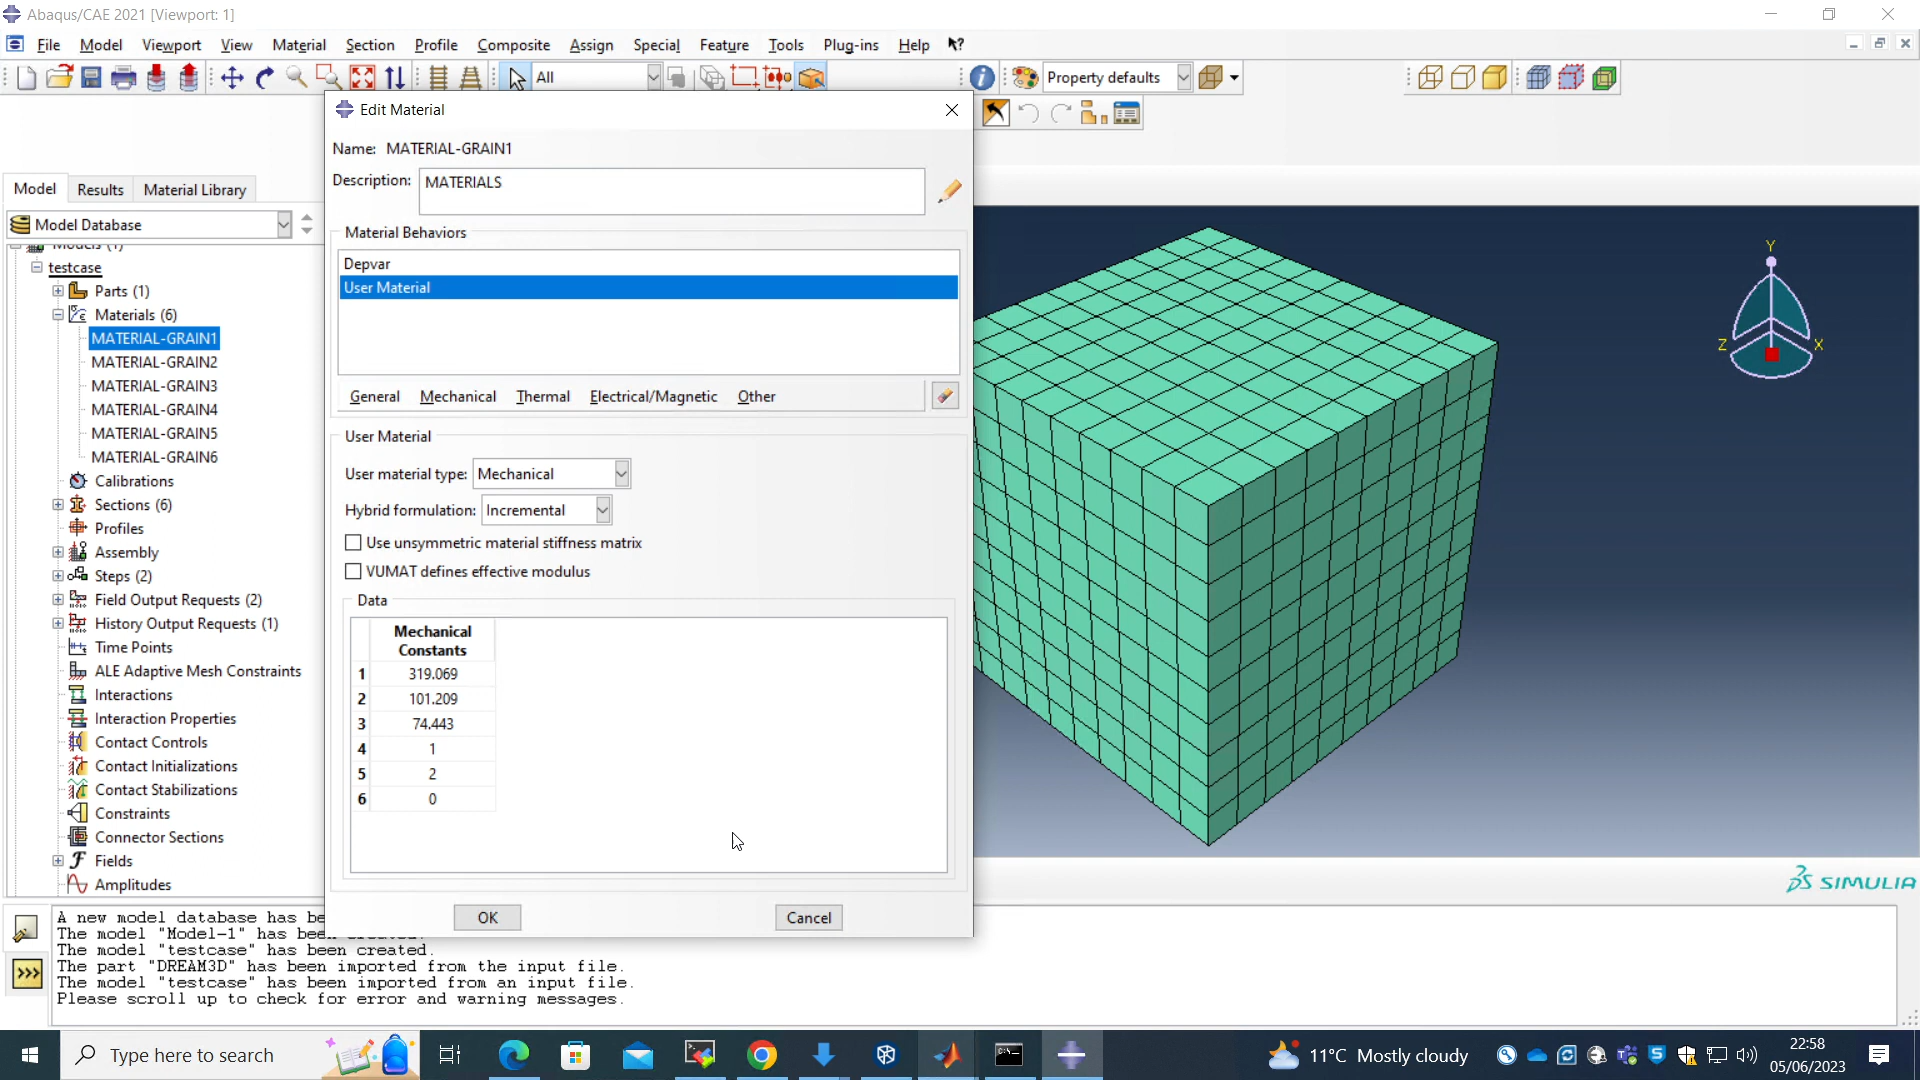 Abaqus/CAE 2021 [Viewport: 1]
File Model Viewport View Material Section Profile Composite Assign Special Feature Tools Plug-ins Help
All
Property defaults
Edit Material
Name: MATERIAL-GRAIN1
Description: MATERIALS
Material Behaviors
Depvar
User Material
General Mechanical Thermal Electrical/Magnetic Other
User Material
User material type: Mechanical
Hybrid formulation: Incremental
Use unsymmetric material stiffness matrix
VUMAT defines effective modulus
Data
Mechanical
Constants
1 319.069
2 101.209
3 74.443
4 1
5 2
6 0
OK Cancel
Model Results Material Library
Model Database
Models (1)
testcase
Parts (1)
Materials (6)
MATERIAL-GRAIN1
MATERIAL-GRAIN2
MATERIAL-GRAIN3
MATERIAL-GRAIN4
MATERIAL-GRAIN5
MATERIAL-GRAIN6
Calibrations
Sections (6)
Profiles
Assembly
Steps (2)
Field Output Requests (2)
History Output Requests (1)
Time Points
ALE Adaptive Mesh Constraints
Interactions
Interaction Properties
Contact Controls
Contact Initializations
Contact Stabilizations
Constraints
Connector Sections
Fields
Amplitudes
Y
Z X
SIMULIA
A new model database has be
The model "Model-1" has been created.
The model "testcase" has been created.
The part "DREAM3D" has been imported from the input file.
The model "testcase" has been imported from an input file.
Please scroll up to check for error and warning messages.
Type here to search
11°C Mostly cloudy
22:58
05/06/2023